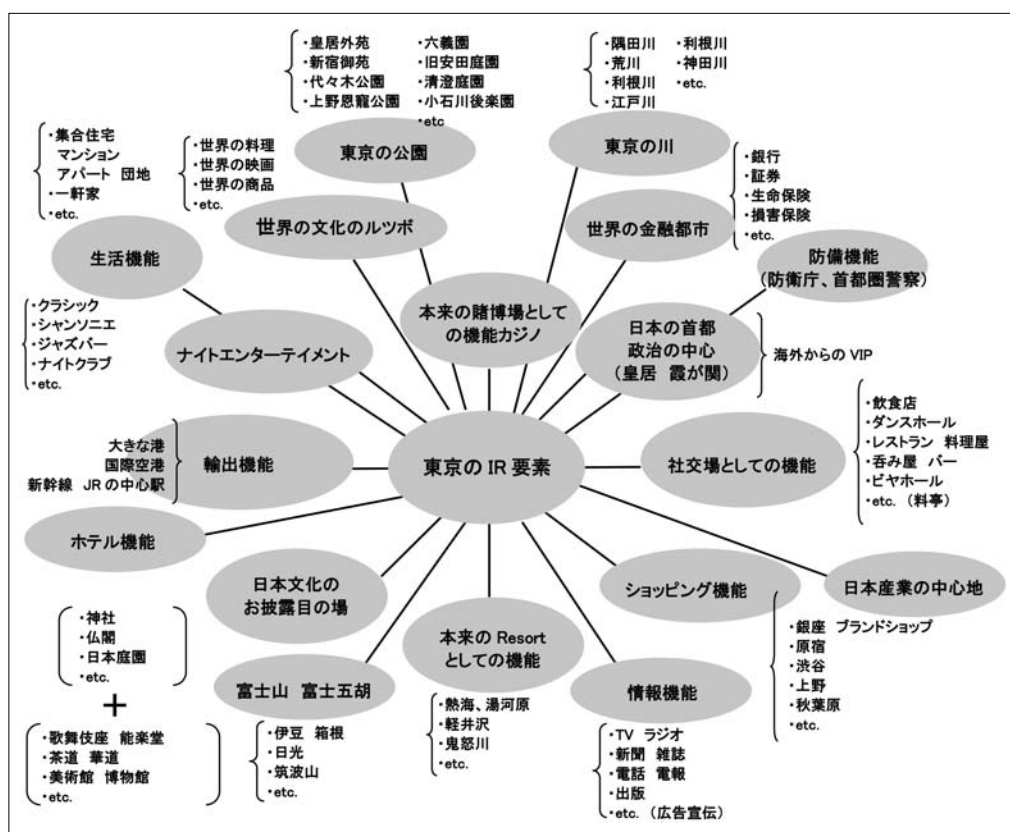 ・皇居外苑
・新宿御苑
・代々木公園
・上野恩寵公園
・六義園
・旧安田庭園
・清澄庭園
・小石川後楽園
・etc
東京の公園
・隅田川
・荒川
・利根川
・江戸川
・利根川
・神田川
・etc.
東京の川
・集合住宅
マンション
アパート 団地
・一軒家
・etc.
生活機能
・世界の料理
・世界の映画
・世界の商品
・etc.
世界の文化のルツボ
・銀行
・証券
・生命保険
・損害保険
・etc.
世界の金融都市
防備機能
(防衛庁、首都圏警察)
・クラシック
・シャンソニエ
・ジャズバー
・ナイトクラブ
・etc.
ナイトエンターテイメント
本来の賭博場として
の機能カジノ
日本の首都
政治の中心
(皇居 霞が関)
海外からの VIP
大きな港
国際空港
新幹線 JRの中心駅
輸出機能
東京の IR 要素
社交場としての機能
・飲食店
・ダンスホール
・レストラン 料理屋
・呑み屋 バー
・ビヤホール
・etc. (料亭)
ホテル機能
日本文化の
お披露目の場
・神社
・仏閣
・日本庭園
・etc.
+
・歌舞伎座 能楽堂
・茶道 華道
・美術館 博物館
・etc.
富士山 富士五胡
・伊豆 箱根
・日光
・筑波山
・etc.
本来の Resort
としての機能
・熱海、湯河原
・軽井沢
・鬼怒川
・etc.
情報機能
・TV ラジオ
・新聞 雑誌
・電話 電報
・出版
・etc. (広告宣伝)
ショッピング機能
・銀座 ブランドショップ
・原宿
・渋谷
・上野
・秋葉原
・etc.
日本産業の中心地